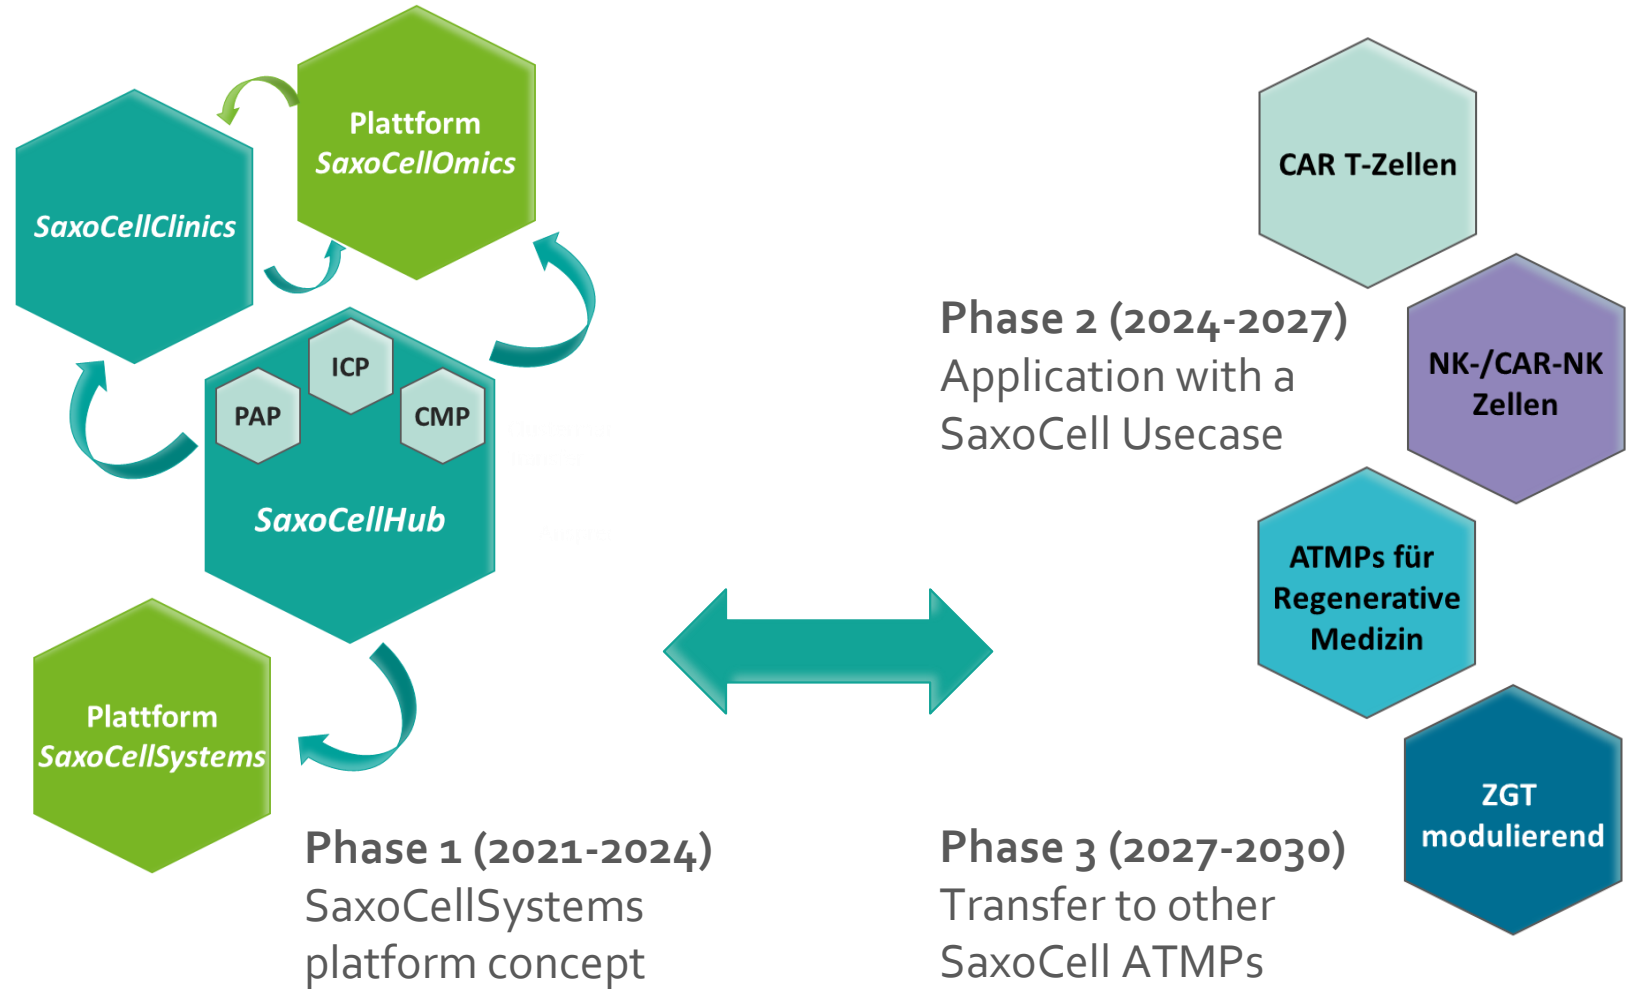 Plattform
SaxoCellOmics
SaxoCellClinics
ICP
PAP
CMP
SaxoCellHub
Plattform
SaxoCellSystems
Phase 1 (2021-2024)
SaxoCellSystems
platform concept
CAR T-Zellen
Phase 2 (2024-2027)
Application with a
SaxoCell Usecase
NK-/CAR-NK
Zellen
ATMPs für
Regenerative
Medizin
ZGT
modulierend
Phase 3 (2027-2030)
Transfer to other
SaxoCell ATMPs